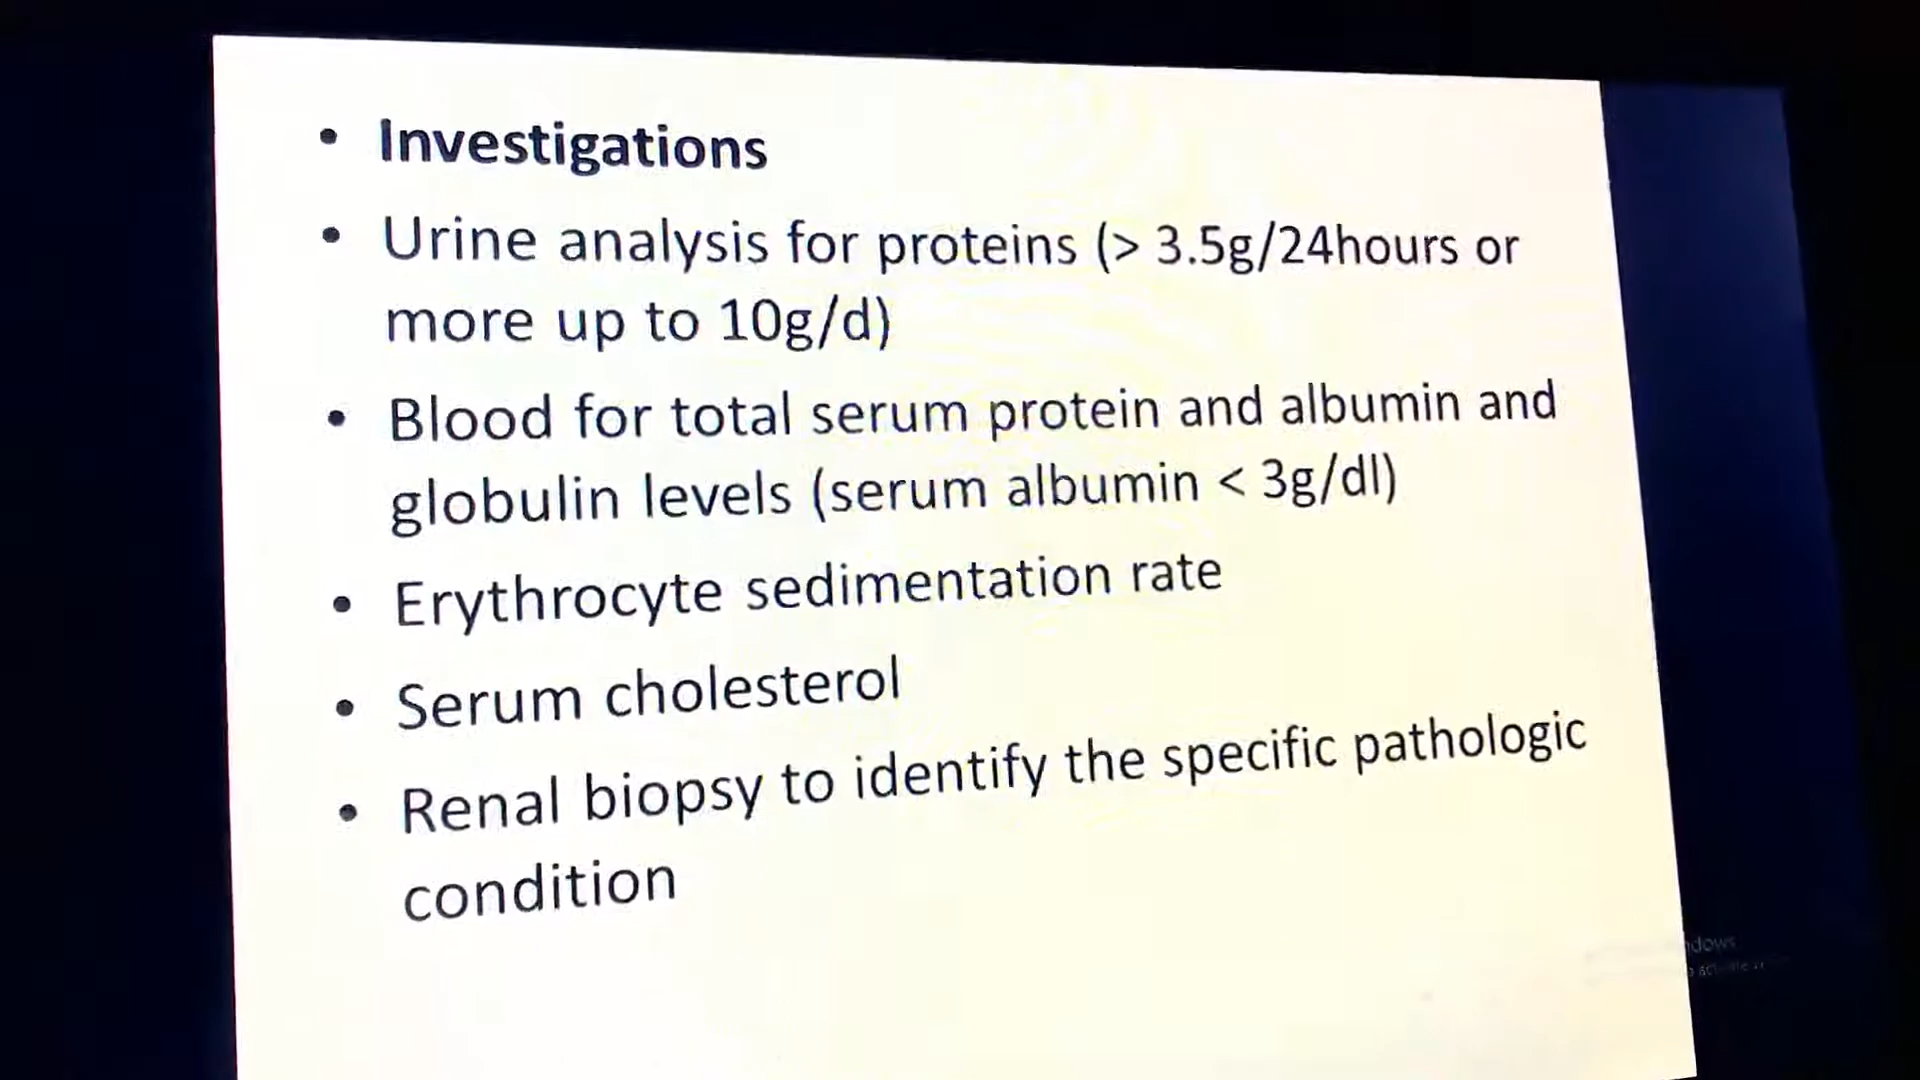 • Investigations
• Urine analysis for proteins (> 3.5g/24hours or
more up to 10g/d)
• Blood for total serum protein and albumin and
globulin levels (serum albumin < 3g/dl)
• Erythrocyte sedimentation rate
• Serum cholesterol
• Renal biopsy to identify the specific pathologic
condition